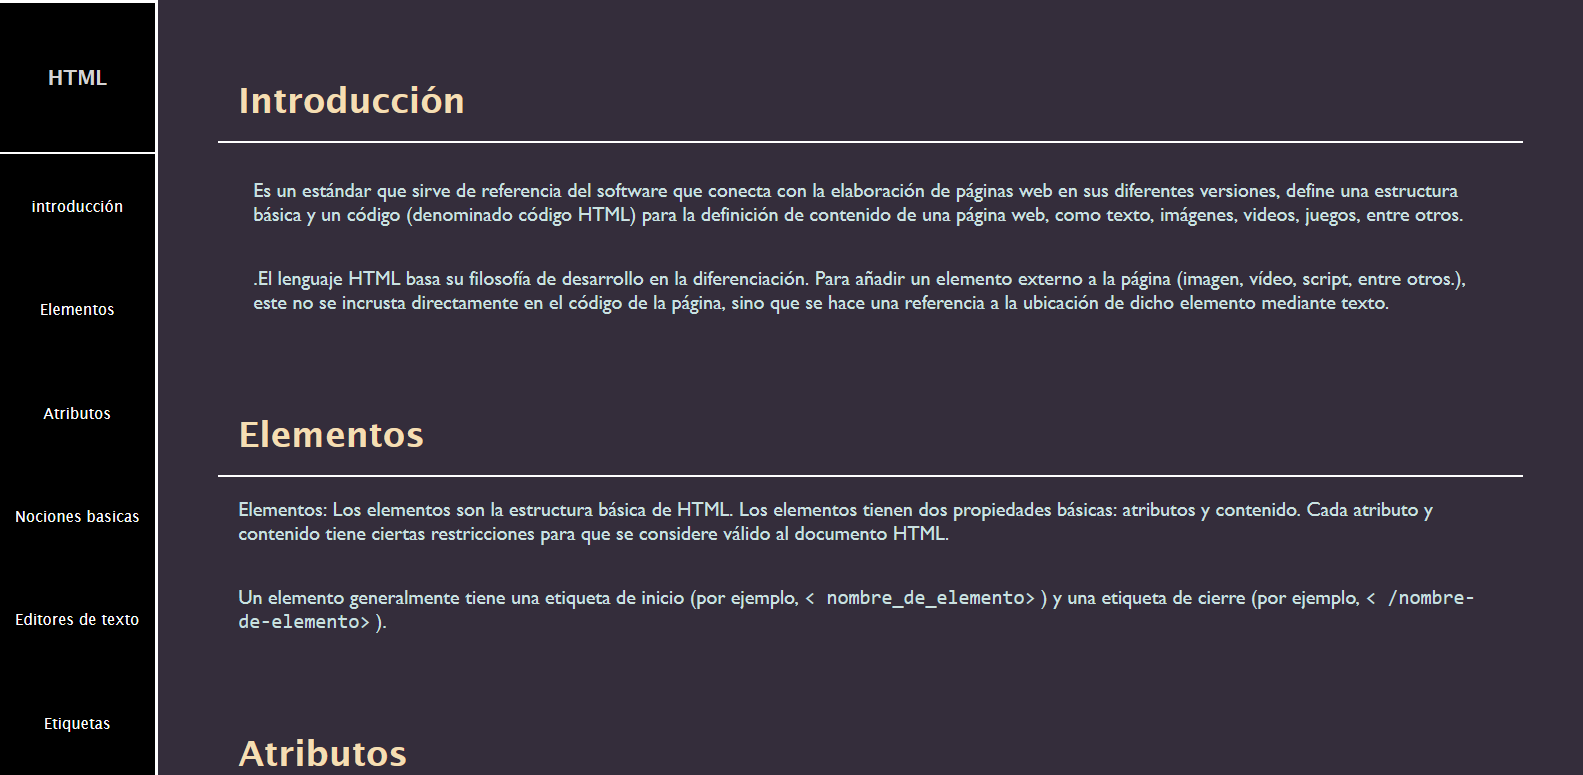 HTML
introducción
Elementos
Atributos
Nociones basicas
Editores de texto
Etiquetas
Introducción
Es un estándar que sirve de referencia del software que conecta con la elaboración de páginas web en sus diferentes versiones, define una estructura
básica y un código (denominado código HTML) para la definición de contenido de una página web, como texto, imágenes, videos, juegos, entre otros.
.El lenguaje HTML basa su filosofía de desarrollo en la diferenciación. Para añadir un elemento externo a la página (imagen, vídeo, script, entre otros.),
este no se incrusta directamente en el código de la página, sino que se hace una referencia a la ubicación de dicho elemento mediante texto.
Elementos
Elementos: Los elementos son la estructura básica de HTML. Los elementos tienen dos propiedades básicas: atributos y contenido. Cada atributo y
contenido tiene ciertas restricciones para que se considere válido al documento HTML.
Un elemento generalmente tiene una etiqueta de inicio (por ejemplo, < nombre_de_elemento> ) y una etiqueta de cierre (por ejemplo, < /nombre-
de-elemento> ).
Atributos